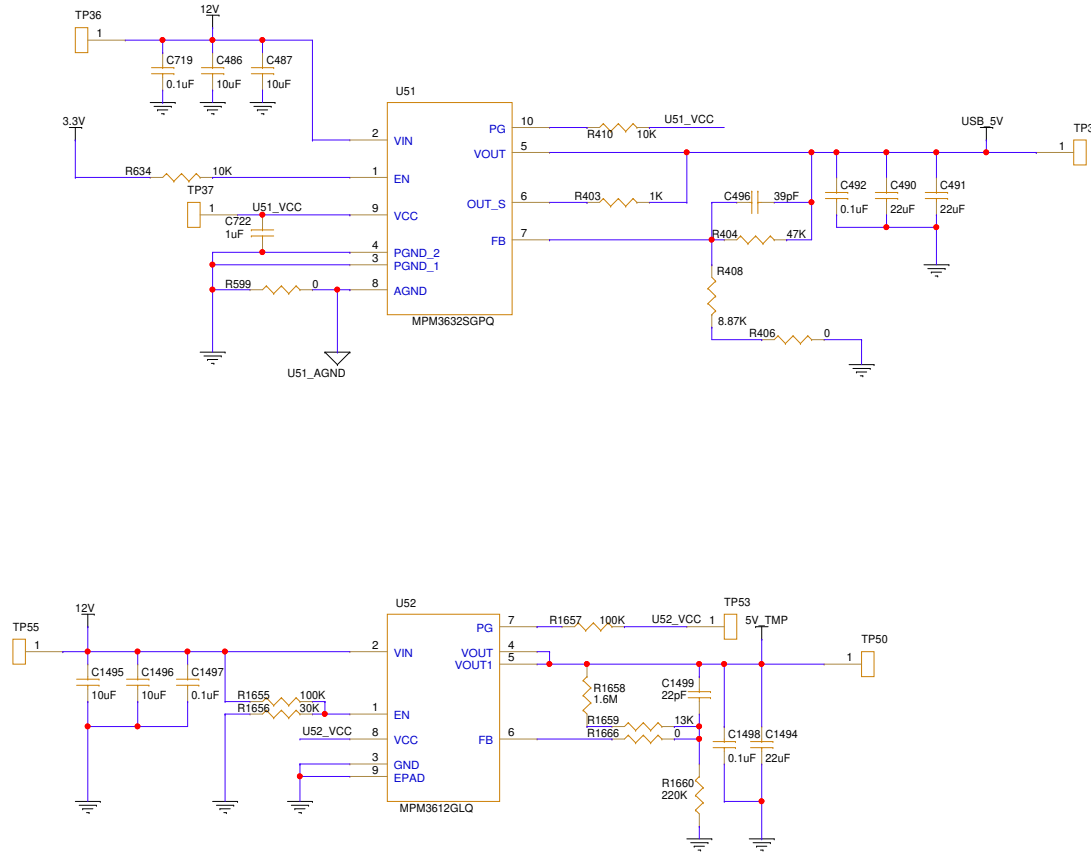 TP36
1
12V
C719
0.1uF
C486
10uF
C487
10uF
U51
3.3V
2
VIN
PG
10
R410
10K
U51_VCC
VOUT
5
USB_5V
1
TP3
R634
10K
1
EN
TP37
1
U51_VCC
9
VCC
C722
1uF
OUT_S
6
R403
1K
C496
39pF
C492
0.1uF
C490
22uF
C491
22uF
FB
7
R404
47K
4
PGND_2
3
PGND_1
R599
0
8
AGND
R408
8.87K
MPM3632SGPQ
R406
0
U51_AGND
12V
U52
TP55
1
2
VIN
PG
7
R1657
100K
U52_VCC
1
TP53
5V_TMP
VOUT
4
VOUT1
5
1
TP50
C1495
10uF
C1496
10uF
C1497
0.1uF
R1655
100K
R1656
30K
1
EN
R1658
1.6M
C1499
22pF
R1659
13K
U52_VCC
8
VCC
FB
6
R1666
0
C1498
0.1uF
C1494
22uF
3
GND
9
EPAD
R1660
220K
MPM3612GLQ